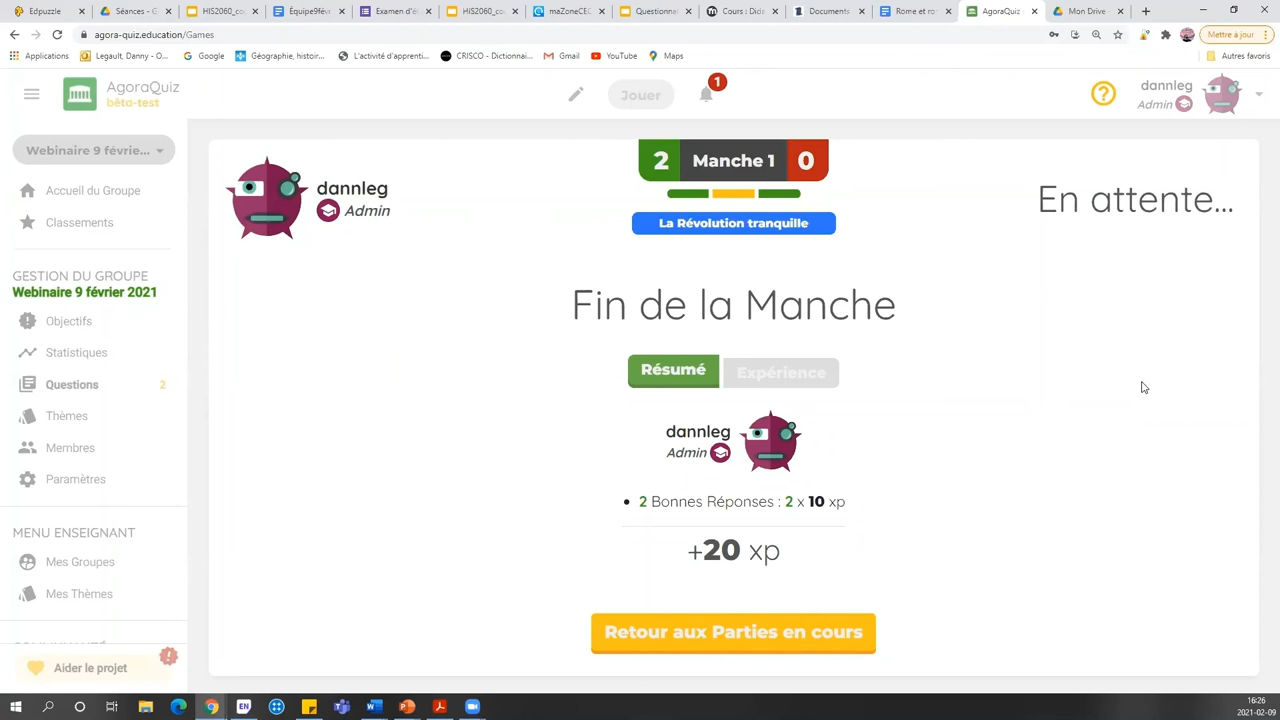 Edpuzzle
Séances - G
HIS2060_co
Équipe9févr
Examen d'é
HIS2060_co
maZoneCEC
Questionna
Cours : Did
Documents
Rome et ro
AgoraQuiz
Mon Drive -
agora-quiz.education/Games
Mettre à jour
Applications
Legault, Danny - O...
Google
Géographie, histoir...
L'activité d'apprenti...
CRISCO - Dictionnai...
Gmail
YouTube
Maps
Autres favoris
AgoraQuiz
bêta-test
Jouer
1
dannleg
Admin
Webinaire 9 févrie...
Accueil du Groupe
Classements
GESTION DU GROUPE
Webinaire 9 février 2021
Objectifs
Statistiques
Questions 2
Thèmes
Membres
Paramètres
MENU ENSEIGNANT
Mes Groupes
Mes Thèmes
Aider le projet
dannleg
Admin
2 Manche 1 0
La Révolution tranquille
En attente...
Fin de la Manche
Résumé Expérience
dannleg
Admin
2 Bonnes Réponses : 2 x 10 xp
+20 xp
Retour aux Parties en cours
EN
16:26
2021-02-09